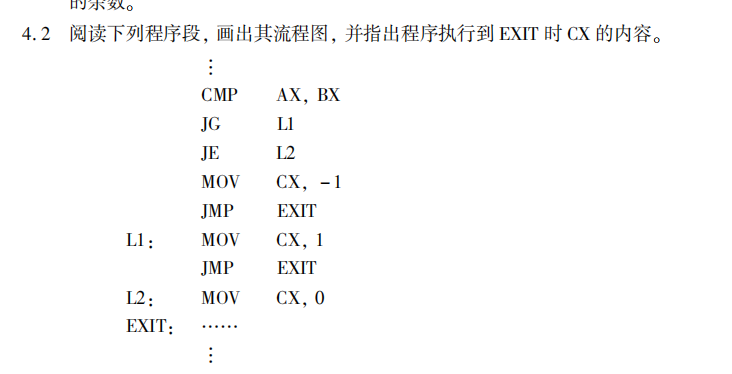 的余数。
4.2 阅读下列程序段, 画出其流程图, 并指出程序执行到 EXIT 时 CX 的内容。
⋮
CMP AX, BX
JG L1
JE L2
MOV CX, -1
JMP EXIT
L1: MOV CX, 1
JMP EXIT
L2: MOV CX, 0
EXIT: ……
⋮